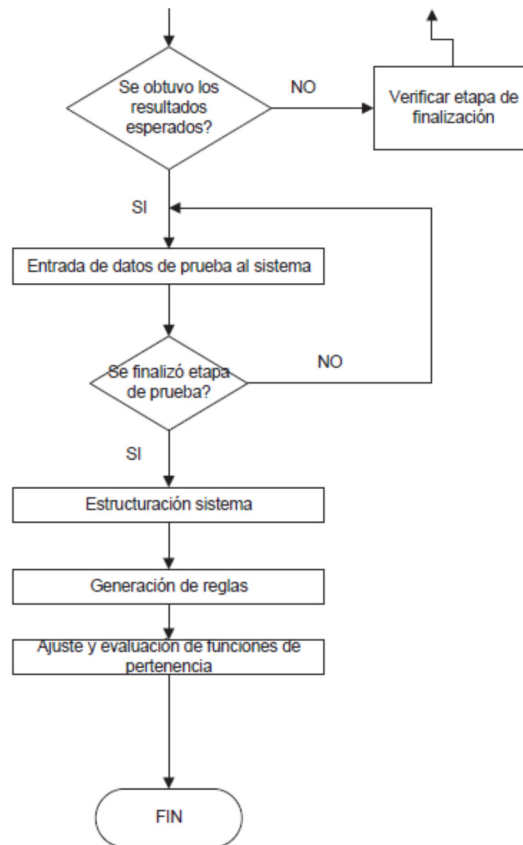 Se obtuvo los
resultados
esperados?
NO
Verificar etapa de
finalización
SI
Entrada de datos de prueba al sistema
Se finalizó etapa
de prueba?
NO
SI
Estructuración sistema
Generación de reglas
Ajuste y evaluación de funciones de
pertenencia
FIN